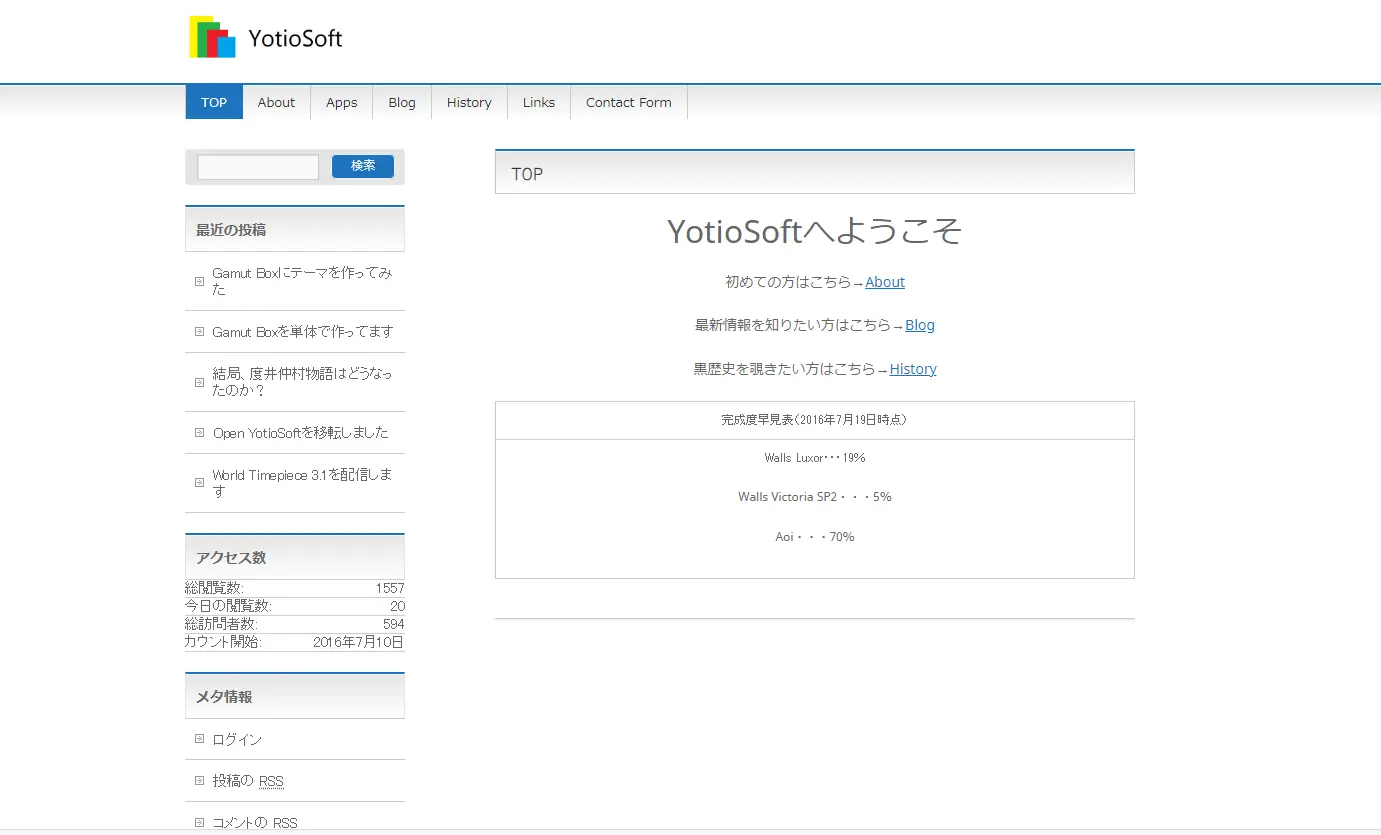 YotioSoft
TOP
About
Apps
Blog
History
Links
Contact Form
検索
最近の投稿
Gamut Boxにテーマを作ってみ
た
Gamut Boxを単体で作ってます
結局、度井仲村物語はどうなっ
たのか？
Open YotioSoftを移転しました
World Timepiece 3.1を配信しま
す
アクセス数
総閲覧数: 1557
今日の閲覧数: 20
総訪問者数: 594
カウント開始: 2016年7月10日
メタ情報
ログイン
投稿の RSS
コメントの RSS
TOP
YotioSoftへようこそ
初めての方はこちら→About
最新情報を知りたい方はこちら→Blog
黒歴史を覗きたい方はこちら→History
完成度早見表（2016年7月19日時点）
Walls Luxor・・・19%
Walls Victoria SP2・・・5%
Aoi・・・70%